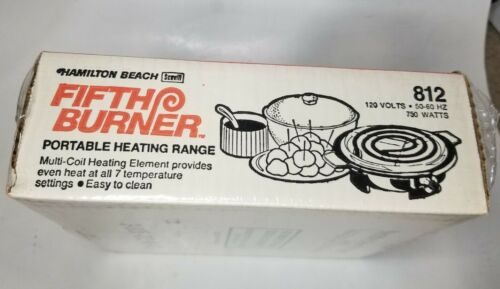 HAMILTON BEACH Scovill
FIFTH
BURNER™
PORTABLE HEATING RANGE
Multi-Coil Heating Element provides
even heat at all 7 temperature
settings • Easy to clean
812
120 VOLTS • 50-60 HZ
750 WATTS